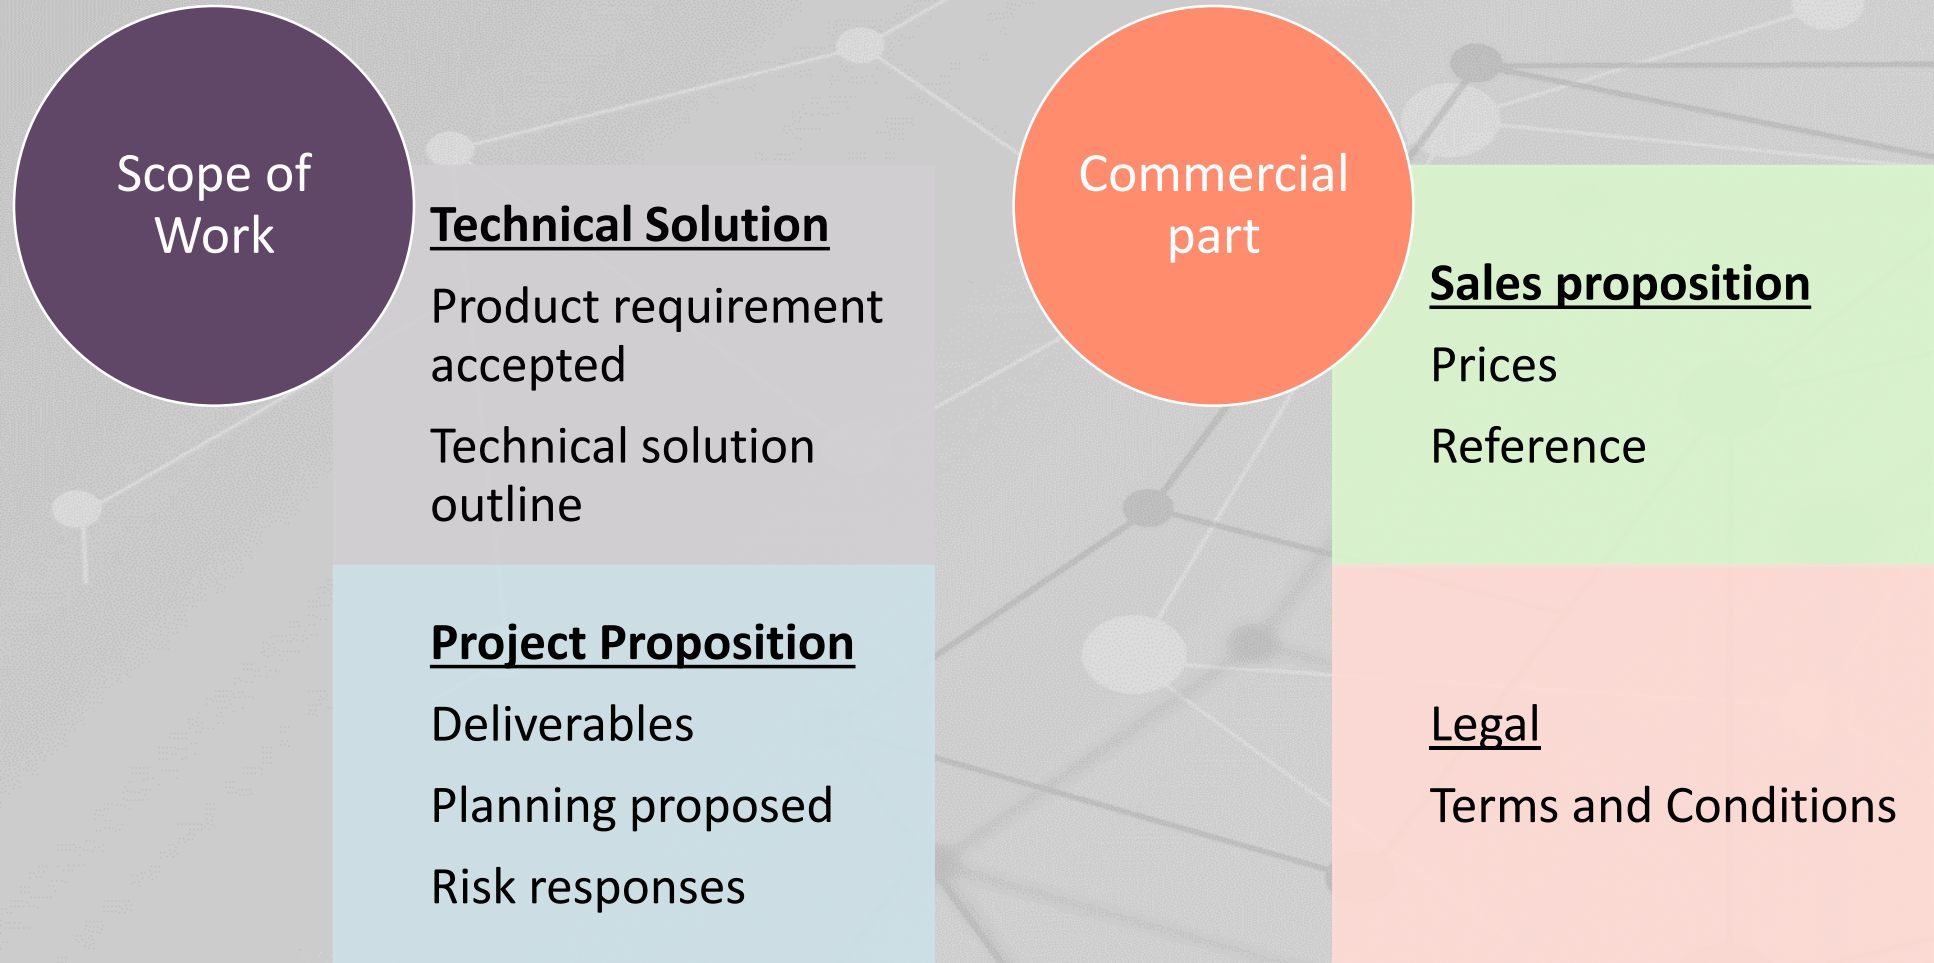 Scope of
Work
Technical Solution
Product requirement
accepted
Technical solution
outline
Project Proposition
Deliverables
Planning proposed
Risk responses
Commercial
part
Sales proposition
Prices
Reference
Legal
Terms and Conditions